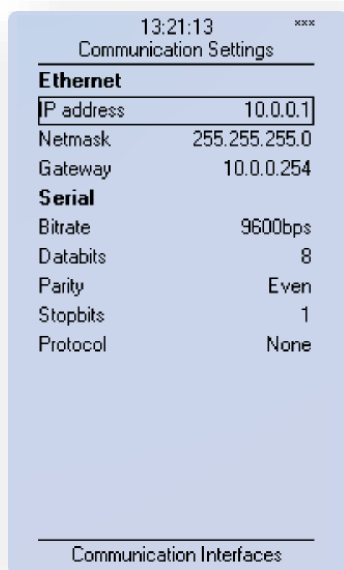 13:21:13 xxx
Communication Settings
Ethernet
IP address 10.0.0.1
Netmask 255.255.255.0
Gateway 10.0.0.254
Serial
Bitrate 9600bps
Databits 8
Parity Even
Stopbits 1
Protocol None
Communication Interfaces